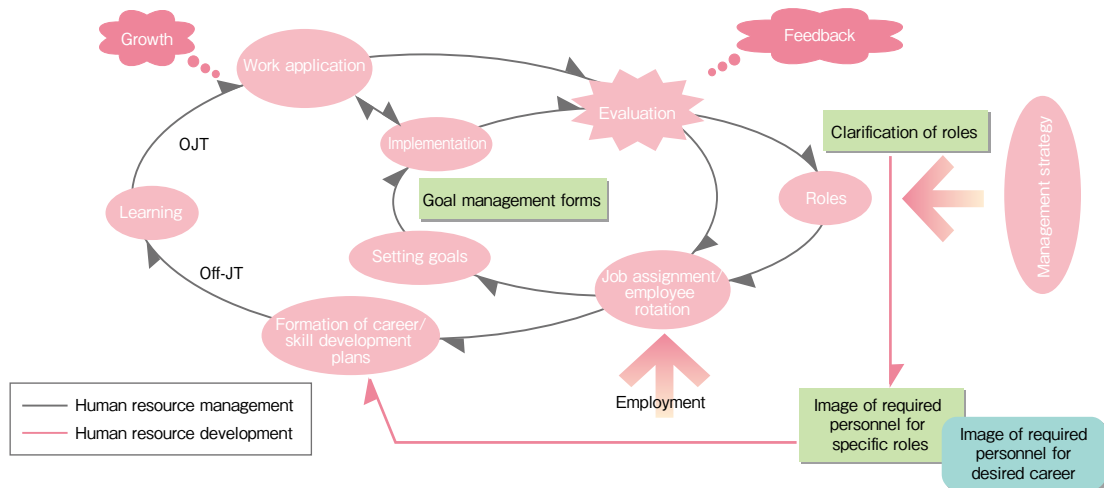 Growth
Work application
Feedback
Evaluation
Implementation
Clarification of roles
OJT
Goal management forms
Learning
Roles
Management strategy
Setting goals
Off-JT
Job assignment/
employee
rotation
Formation of career/
skill development
plans
Employment
Human resource management
Human resource development
Image of required
personnel for
specific roles
Image of required
personnel for
desired career